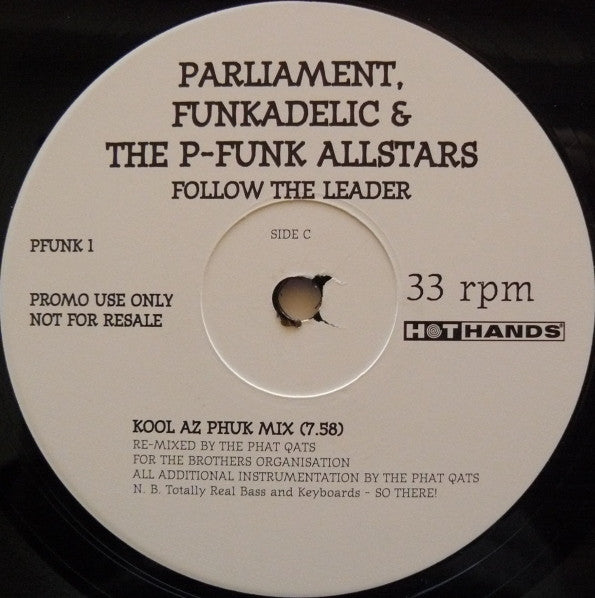 PARLIAMENT,
FUNKADELIC &
THE P-FUNK ALLSTARS
FOLLOW THE LEADER
SIDE C
PFUNK 1
33 rpm
PROMO USE ONLY
NOT FOR RESALE
HOT HANDS
KOOL AZ PHUK MIX (7.58)
RE-MIXED BY THE PHAT QATS
FOR THE BROTHERS ORGANISATION
ALL ADDITIONAL INSTRUMENTATION BY THE PHAT QATS
N. B. Totally Real Bass and Keyboards - SO THERE!